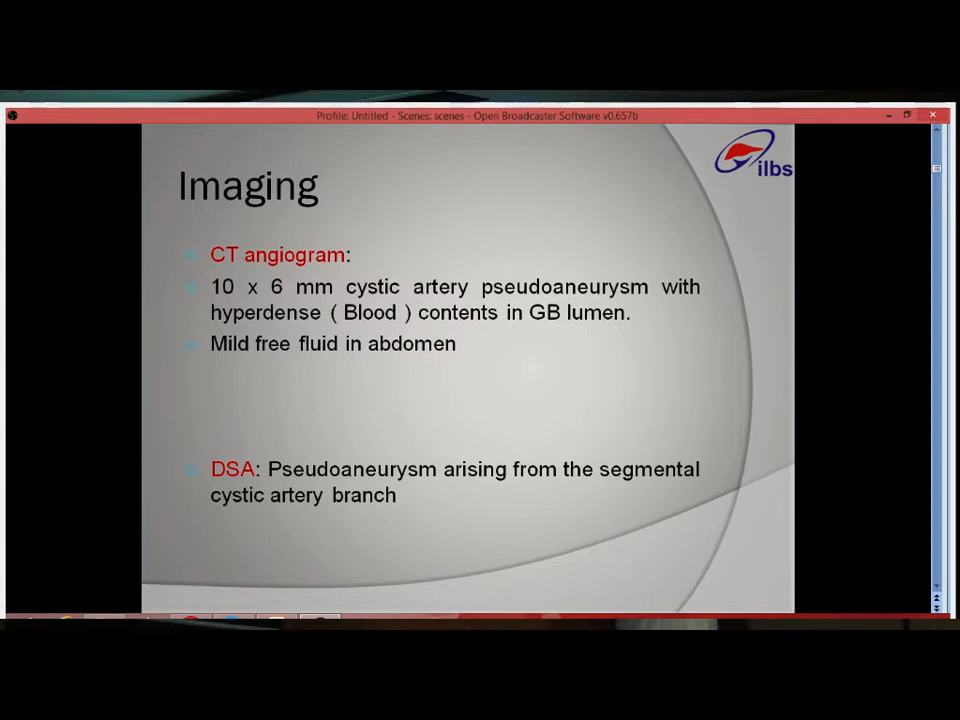 Profile: Untitled - Scenes: scenes - Open Broadcaster Software v0.657b
ilbs
Imaging
CT angiogram:
10 x 6 mm cystic artery pseudoaneurysm with
hyperdense ( Blood ) contents in GB lumen.
Mild free fluid in abdomen
DSA: Pseudoaneurysm arising from the segmental
cystic artery branch